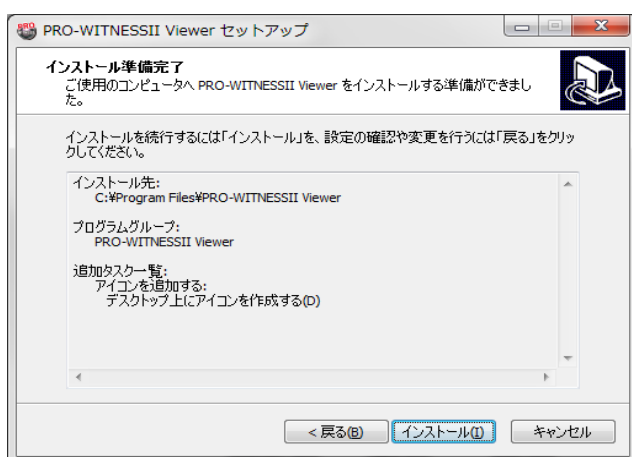 PRO-WITNESSII Viewer セットアップ
インストール準備完了
ご使用のコンピュータへ PRO-WITNESSII Viewer をインストールする準備ができまし
た。
インストールを続行するには「インストール」を、設定の確認や変更を行うには「戻る」をクリッ
クしてください。
インストール先:
C:¥Program Files¥PRO-WITNESSII Viewer
プログラムグループ:
PRO-WITNESSII Viewer
追加タスク一覧:
アイコンを追加する:
デスクトップ上にアイコンを作成する(D)
< 戻る(B) インストール(I) キャンセル